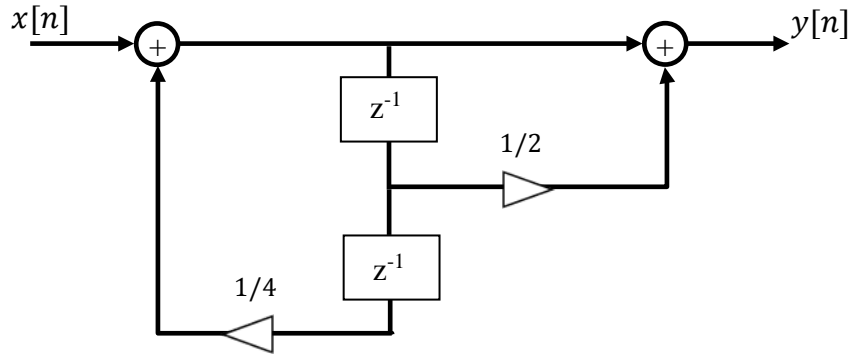 x[n]
+
+
y[n]
z⁻¹
1/2
z⁻¹
1/4